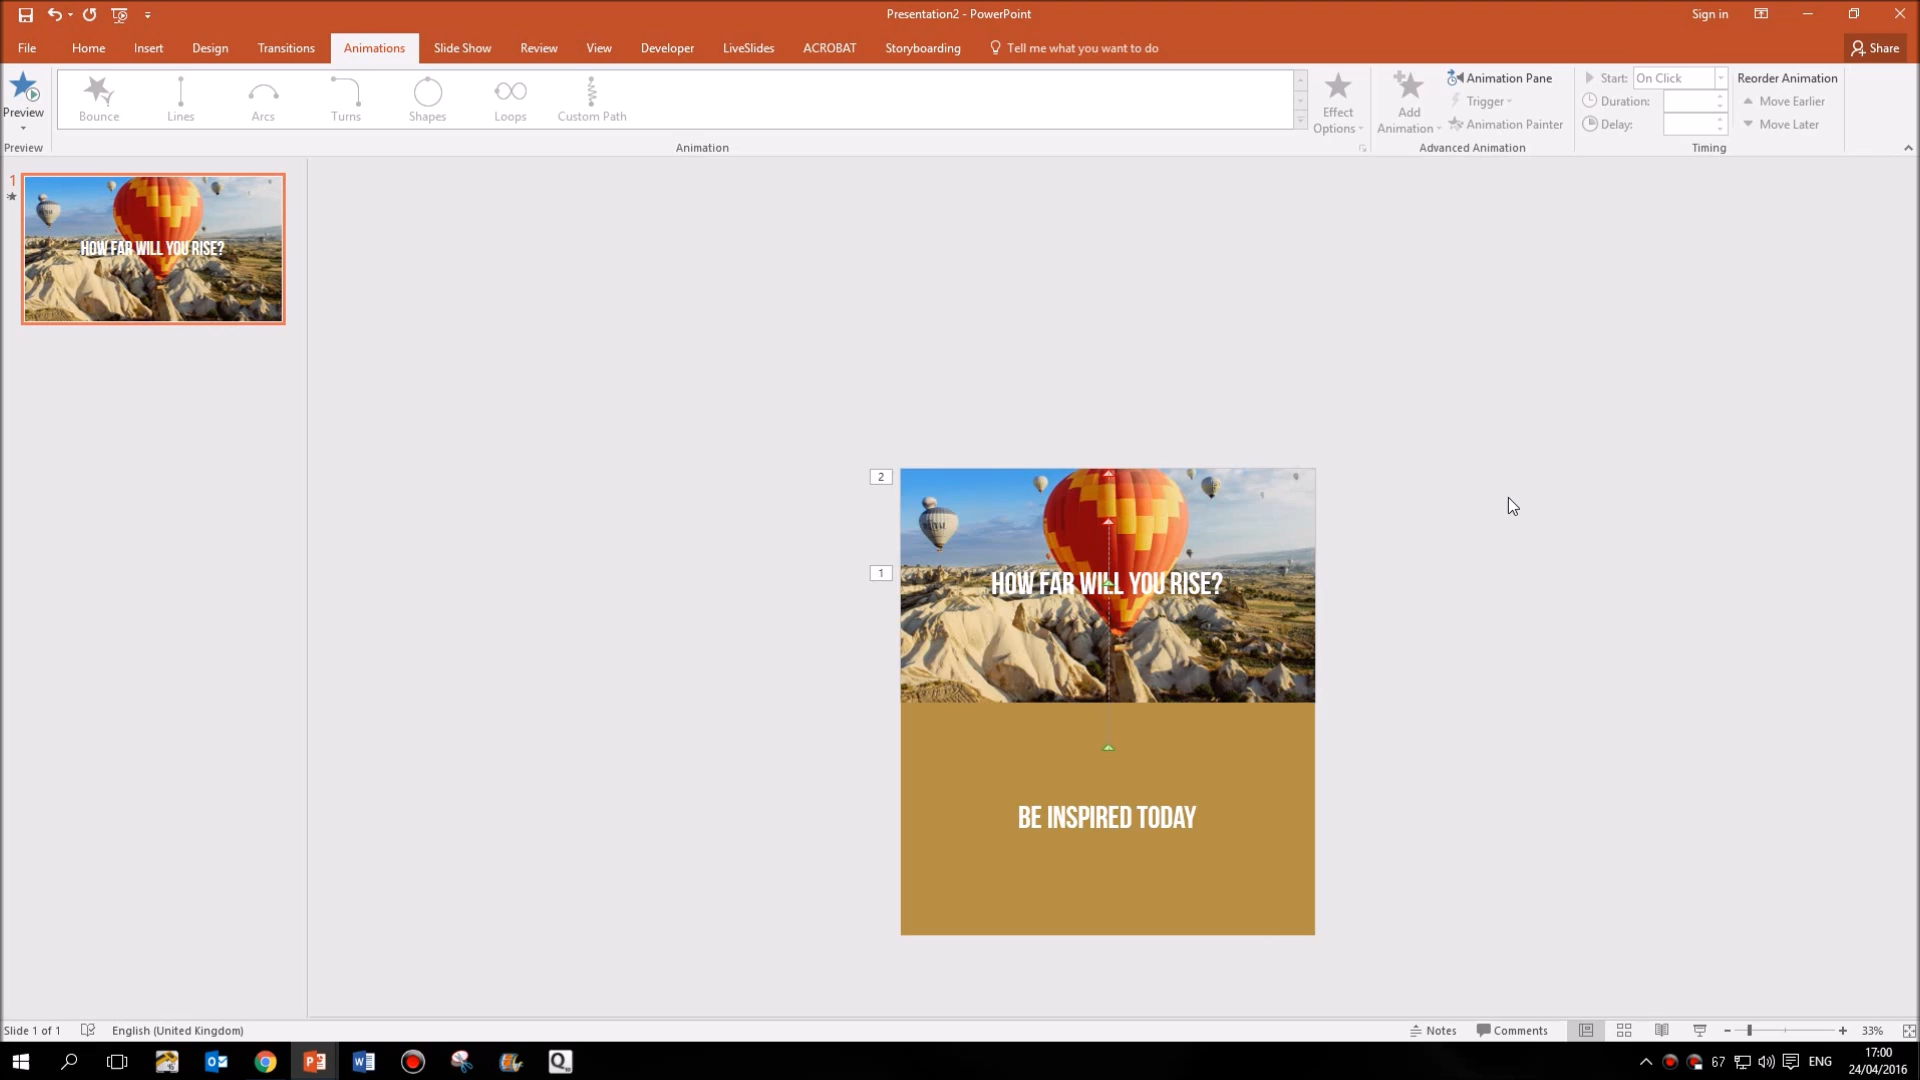 Presentation2 - PowerPoint
Sign in
File
Home
Insert
Design
Transitions
Animations
Slide Show
Review
View
Developer
LiveSlides
ACROBAT
Storyboarding
Tell me what you want to do
Share
Preview
Bounce
Lines
Arcs
Turns
Shapes
Loops
Custom Path
Effect
Options
Add
Animation
Animation Pane
Trigger
Animation Painter
Start: On Click
Duration:
Delay:
Reorder Animation
Move Earlier
Move Later
Preview
Animation
Advanced Animation
Timing
1
HOW FAR WILL YOU RISE?
2
1
HOW FAR WILL YOU RISE?
BE INSPIRED TODAY
Slide 1 of 1
English (United Kingdom)
Notes
Comments
33%
67
ENG
17:00
24/04/2016